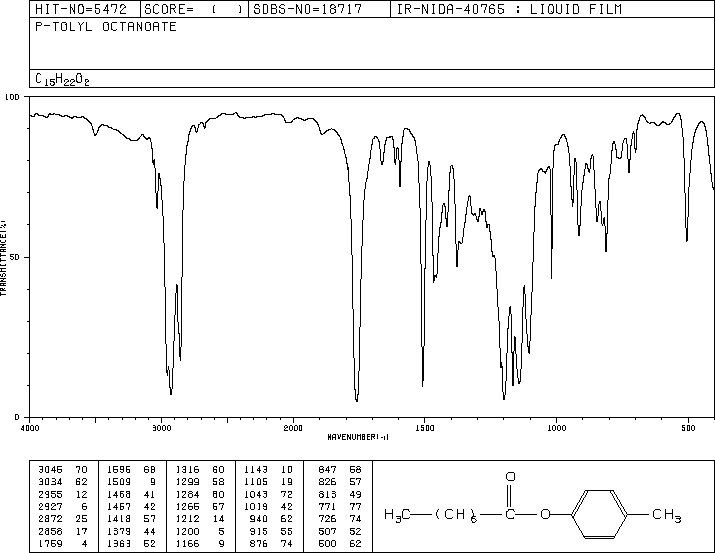 HIT-NO=5472 SCORE= ( ) SDBS-NO=18717 IR-NIDA-40765 : LIQUID FILM
P-TOLYL OCTANOATE
C15H22O2
100
TRANSMITTANCE(%)
50
0
4000 3000 2000 1500 1000 500
WAVENUMBER(-1)
3045 70 1595 68 1316 60 1143 10 847 58
3034 62 1509 9 1299 58 1105 19 826 57
2955 12 1468 41 1284 60 1043 72 813 49
2927 6 1457 42 1265 57 1019 42 771 77
2872 25 1418 57 1212 14 940 62 726 74
2858 17 1379 44 1200 5 915 55 507 52
1759 4 1363 52 1166 9 876 74 500 62
O
H3C (CH2)6 C O CH3